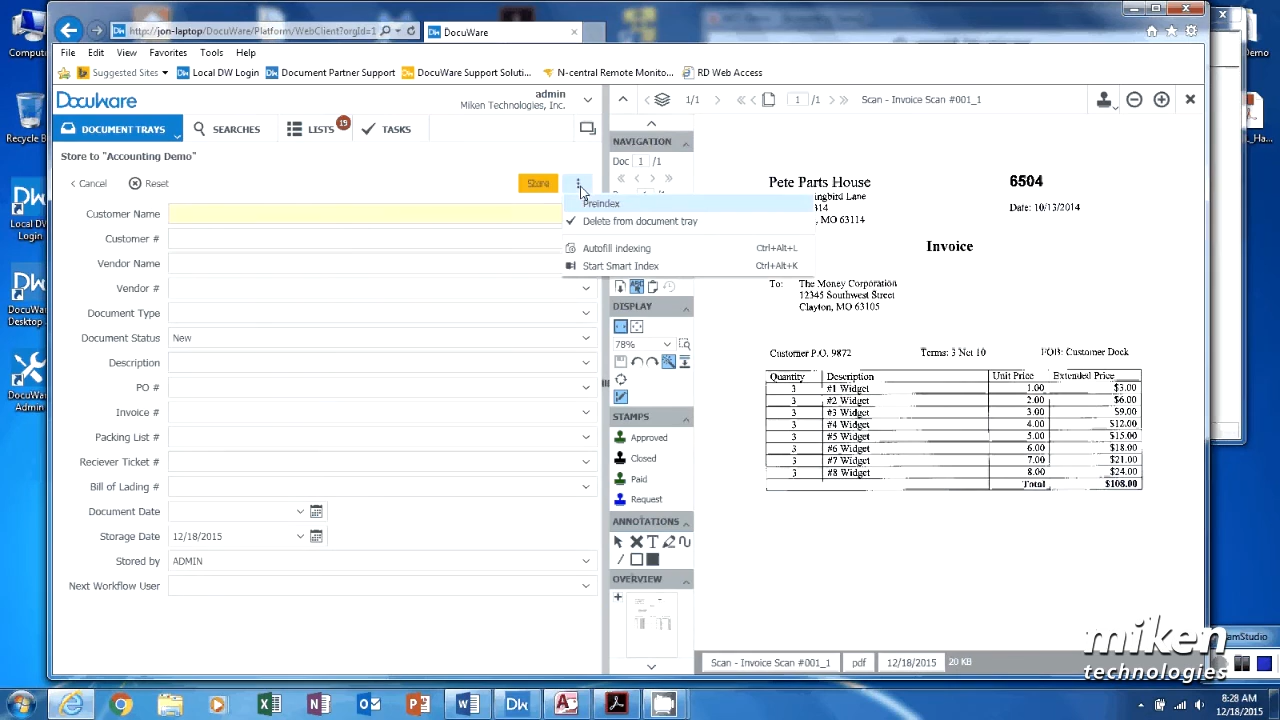 Comput
Recycle B
Local DW
Login
DocuWare
Desktop
DocuWare
Admin
http://jon-laptop/DocuWare/Platform/WebClient?orgId=1
DocuWare
File Edit View Favorites Tools Help
Suggested Sites
Local DW Login
Document Partner Support
DocuWare Support Soluti...
N-central Remote Monito...
RD Web Access
DocuWare
admin
Miken Technologies, Inc.
DOCUMENT TRAYS
SEARCHES
LISTS
15
TASKS
Store to "Accounting Demo"
Cancel
Reset
Store
Preindex
Delete from document tray
Autofill indexing Ctrl+Alt+L
Start Smart Index Ctrl+Alt+K
Customer Name
Customer #
Vendor Name
Vendor #
Document Type
Document Status New
Description
PO #
Invoice #
Packing List #
Reciever Ticket #
Bill of Lading #
Document Date
Storage Date 12/18/2015
Stored by ADMIN
Next Workflow User
1/1
1 /1
Scan - Invoice Scan #001_1
NAVIGATION
Doc 1 /1
DISPLAY
78%
STAMPS
Approved
Closed
Paid
Request
ANNOTATIONS
OVERVIEW
Pete Parts House
6504
ingbird Lane
314
, MO 63114
Date: 10/13/2014
Invoice
To: The Money Corporation
12345 Southwest Street
Clayton, MO 63105
Customer P.O. 9872 Terms: 3 Net 10 FOB: Customer Dock
Quantity Description Unit Price Extended Price
3 #1 Widget 1.00 $3.00
3 #2 Widget 2.00 $6.00
3 #3 Widget 3.00 $9.00
3 #4 Widget 4.00 $12.00
3 #5 Widget 5.00 $15.00
3 #6 Widget 6.00 $18.00
3 #7 Widget 7.00 $21.00
3 #8 Widget 8.00 $24.00
Total $108.00
Scan - Invoice Scan #001_1 pdf 12/18/2015 20 KB
Demo
_Ha...
amStudio
miken
technologies
8:28 AM
12/18/2015